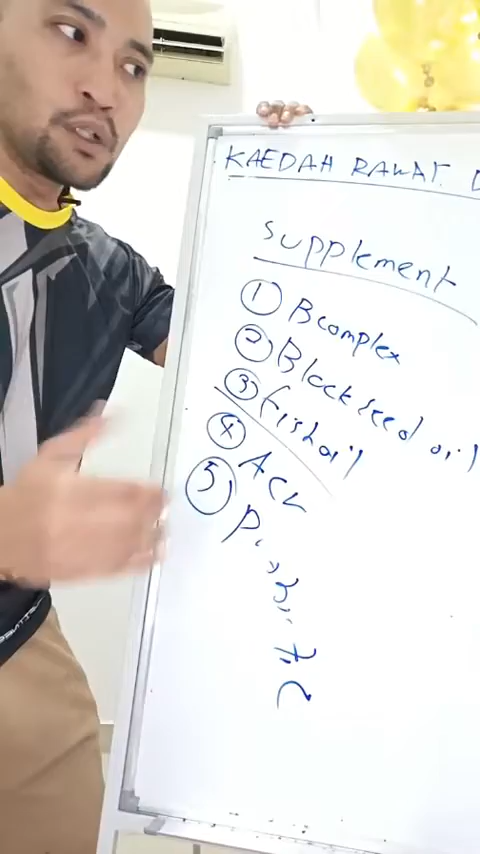 KAEDAH RAWAT
Supplement
① Bcomplex
② Black seed oil
③ fish oil
④ ACV
⑤